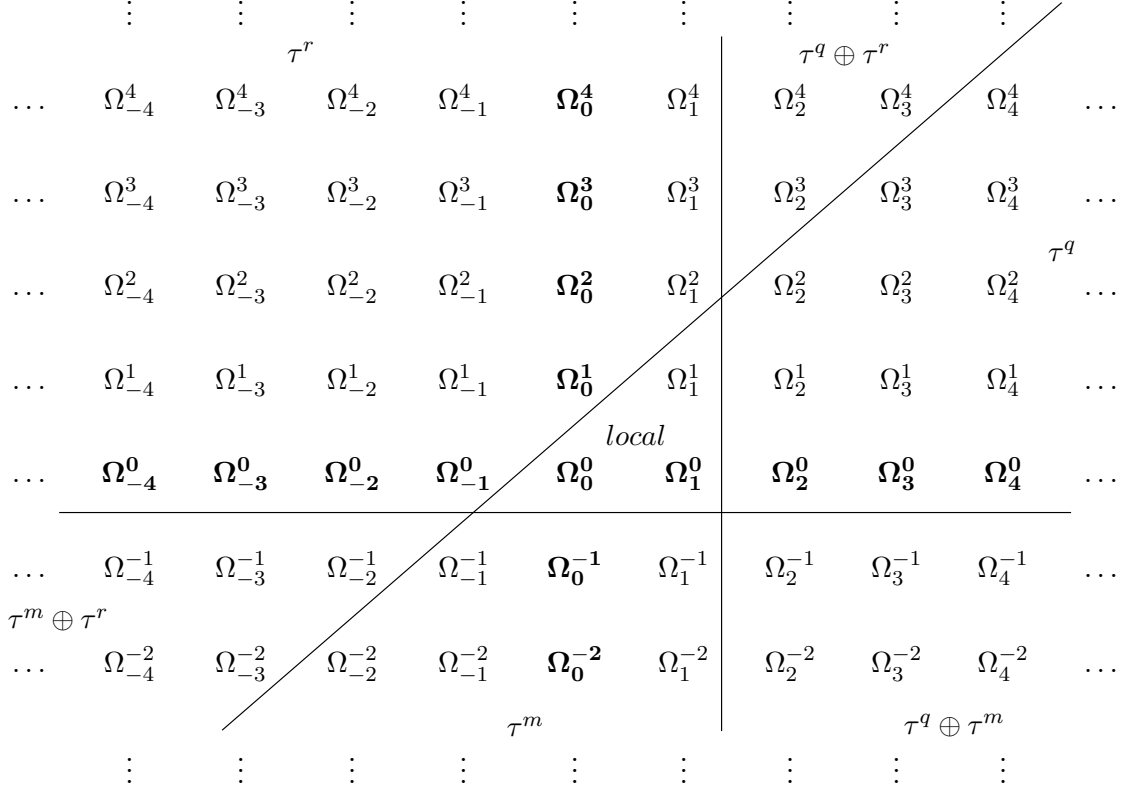 ⋮ ⋮ ⋮ ⋮ ⋮ ⋮ ⋮ ⋮ ⋮
τ^r τ^q ⊕ τ^r
… Ω^4_{−4} Ω^4_{−3} Ω^4_{−2} Ω^4_{−1} Ω^4_0 Ω^4_1 Ω^4_2 Ω^4_3 Ω^4_4 …
… Ω^3_{−4} Ω^3_{−3} Ω^3_{−2} Ω^3_{−1} Ω^3_0 Ω^3_1 Ω^3_2 Ω^3_3 Ω^3_4 …
τ^q
… Ω^2_{−4} Ω^2_{−3} Ω^2_{−2} Ω^2_{−1} Ω^2_0 Ω^2_1 Ω^2_2 Ω^2_3 Ω^2_4 …
… Ω^1_{−4} Ω^1_{−3} Ω^1_{−2} Ω^1_{−1} Ω^1_0 Ω^1_1 Ω^1_2 Ω^1_3 Ω^1_4 …
local
… Ω^0_{−4} Ω^0_{−3} Ω^0_{−2} Ω^0_{−1} Ω^0_0 Ω^0_1 Ω^0_2 Ω^0_3 Ω^0_4 …
… Ω^{−1}_{−4} Ω^{−1}_{−3} Ω^{−1}_{−2} Ω^{−1}_{−1} Ω^{−1}_0 Ω^{−1}_1 Ω^{−1}_2 Ω^{−1}_3 Ω^{−1}_4 …
τ^m ⊕ τ^r
… Ω^{−2}_{−4} Ω^{−2}_{−3} Ω^{−2}_{−2} Ω^{−2}_{−1} Ω^{−2}_0 Ω^{−2}_1 Ω^{−2}_2 Ω^{−2}_3 Ω^{−2}_4 …
τ^m τ^q ⊕ τ^m
⋮ ⋮ ⋮ ⋮ ⋮ ⋮ ⋮ ⋮ ⋮